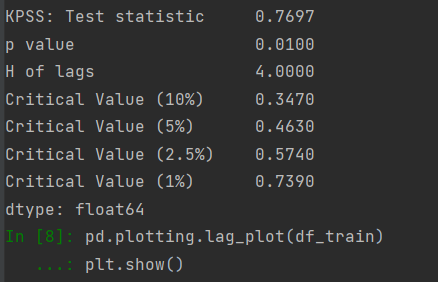 KPSS: Test statistic     0.7697
p value                  0.0100
H of lags                4.0000
Critical Value (10%)     0.3470
Critical Value (5%)      0.4630
Critical Value (2.5%)    0.5740
Critical Value (1%)      0.7390
dtype: float64
In [8]: pd.plotting.lag_plot(df_train)
   ...: plt.show()